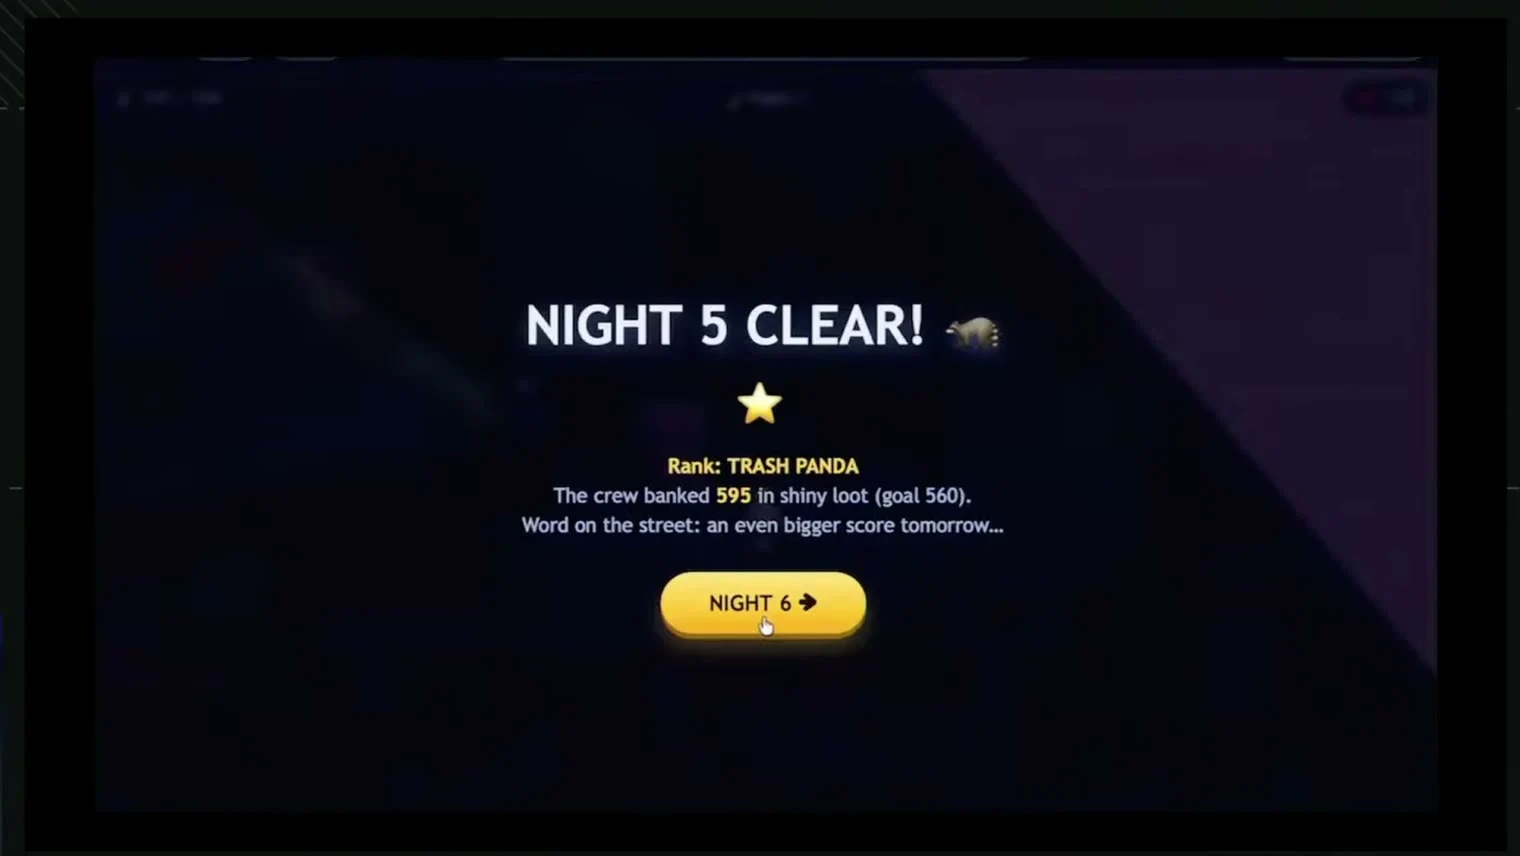 NIGHT 5 CLEAR!
Rank: TRASH PANDA
The crew banked 595 in shiny loot (goal 560).
Word on the street: an even bigger score tomorrow...
NIGHT 6 →